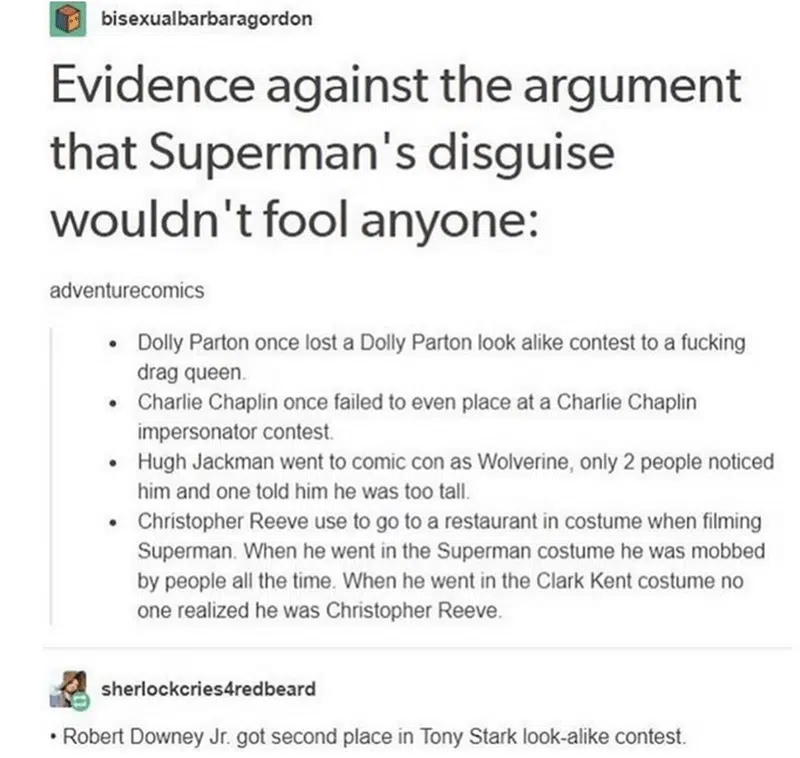 bisexualbarbaragordon
Evidence against the argument
that Superman's disguise
wouldn't fool anyone:
adventurecomics
• Dolly Parton once lost a Dolly Parton look alike contest to a fucking
drag queen.
• Charlie Chaplin once failed to even place at a Charlie Chaplin
impersonator contest.
• Hugh Jackman went to comic con as Wolverine, only 2 people noticed
him and one told him he was too tall.
• Christopher Reeve use to go to a restaurant in costume when filming
Superman. When he went in the Superman costume he was mobbed
by people all the time. When he went in the Clark Kent costume no
one realized he was Christopher Reeve.
sherlockcries4redbeard
• Robert Downey Jr. got second place in Tony Stark look-alike contest.